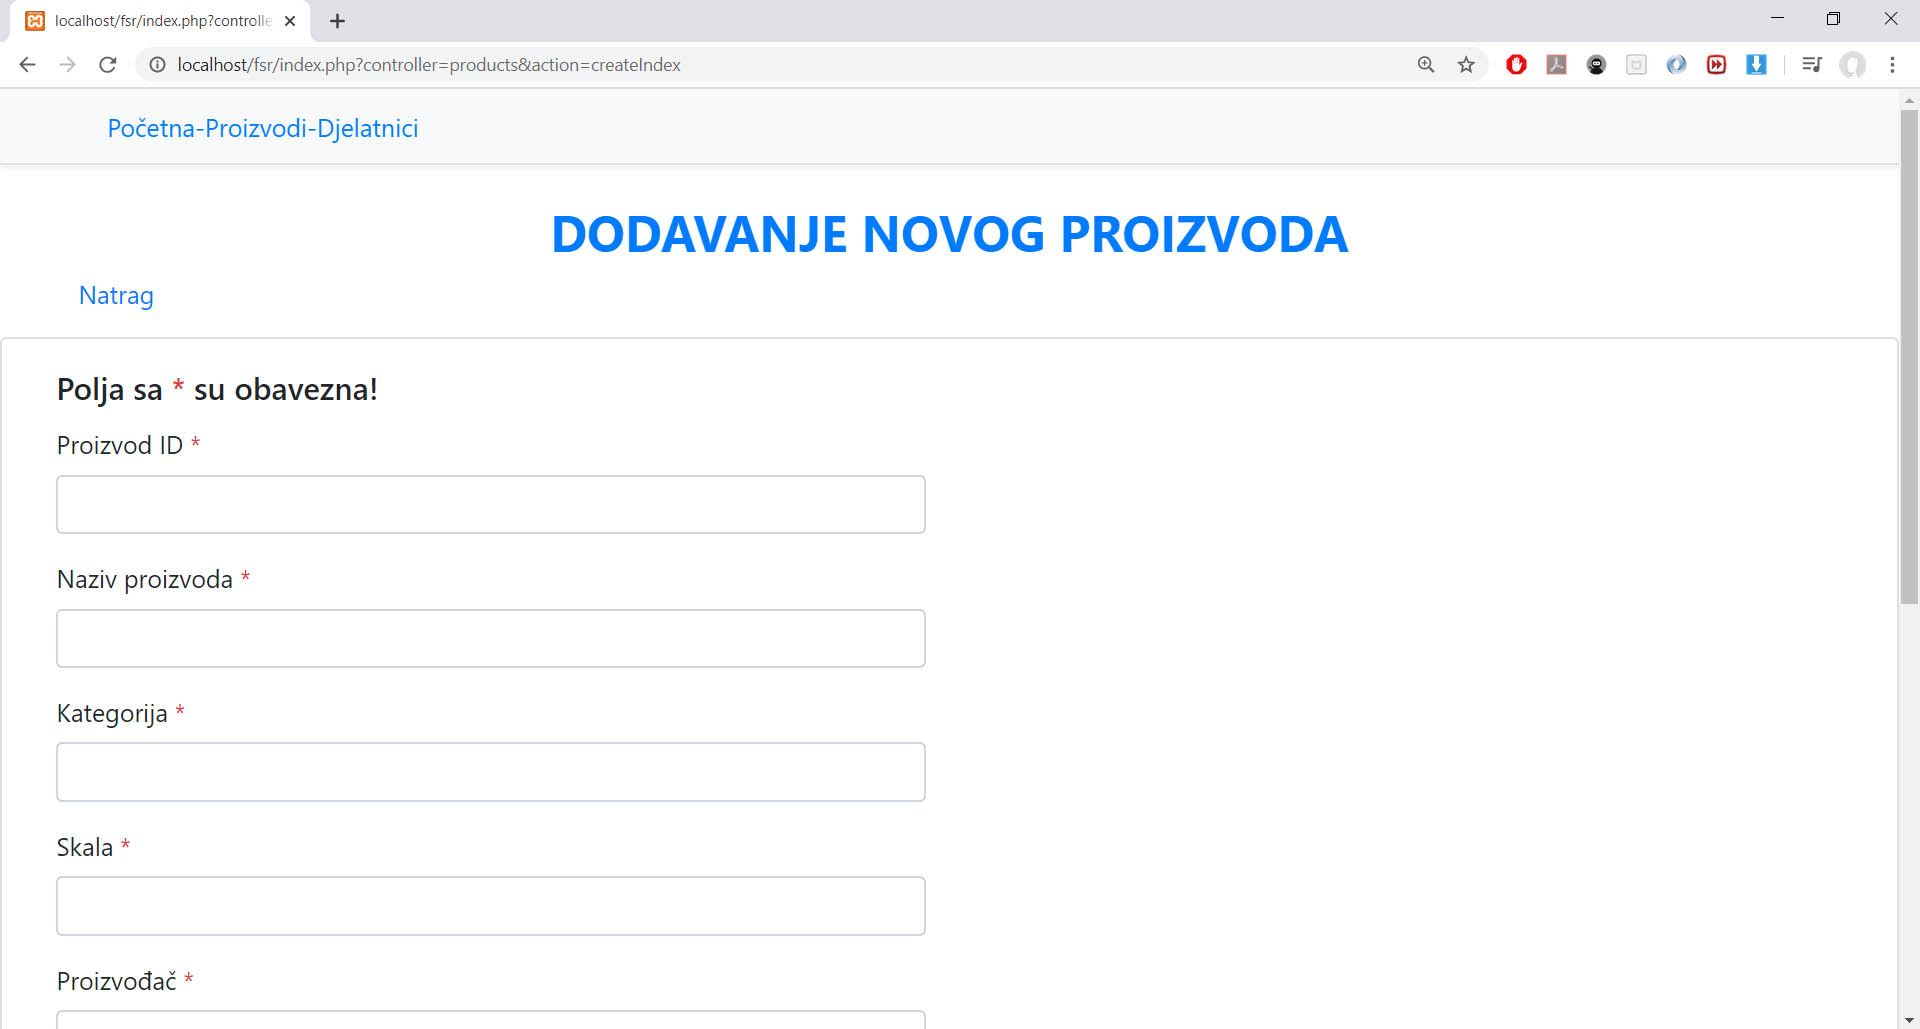 localhost/fsr/index.php?controlle
localhost/fsr/index.php?controller=products&action=createIndex
Početna-Proizvodi-Djelatnici
DODAVANJE NOVOG PROIZVODA
Natrag
Polja sa * su obavezna!
Proizvod ID *
Naziv proizvoda *
Kategorija *
Skala *
Proizvođač *